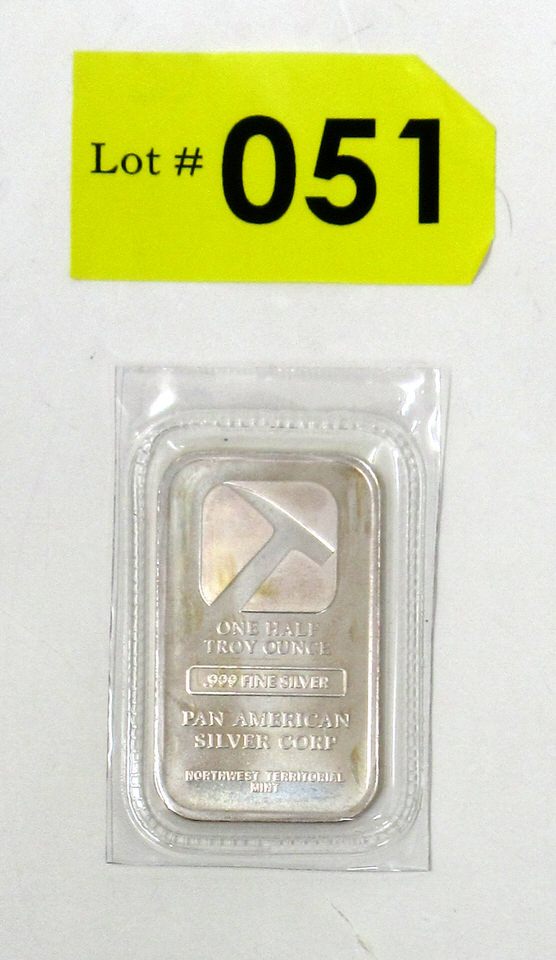 Lot # 051
ONE HALF
TROY OUNCE
.999 FINE SILVER
PAN AMERICAN
SILVER CORP
NORTHWEST TERRITORIAL
MINT